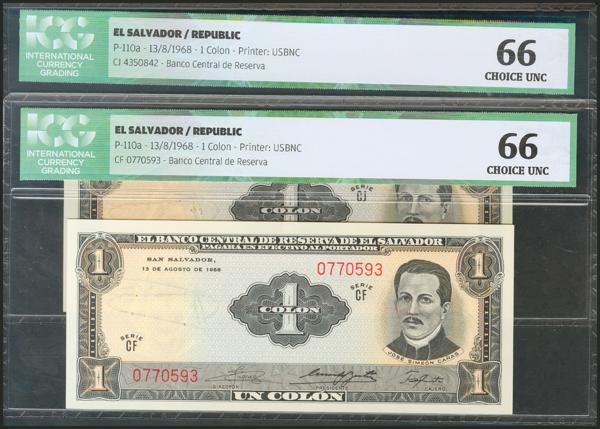 ICG
INTERNATIONAL
CURRENCY
GRADING
EL SALVADOR / REPUBLIC
P-110a - 13/8/1968 - 1 Colon - Printer: USBNC
CJ 4350842 - Banco Central de Reserva
66
CHOICE UNC
ICG
INTERNATIONAL
CURRENCY
GRADING
EL SALVADOR / REPUBLIC
P-110a - 13/8/1968 - 1 Colon - Printer: USBNC
CF 0770593 - Banco Central de Reserva
66
CHOICE UNC
SERIE
CJ
COLON
EL BANCO CENTRAL DE RESERVA DE EL SALVADOR
PAGARA EN EFECTIVO AL PORTADOR
1
SAN SALVADOR,
13 DE AGOSTO DE 1968
0770593
1
SERIE
CF
1
COLON
SERIE
CF
JOSE SIMEON CAÑAS
0770593
DIRECTOR
PRESIDENTE
CAJERO
1
UN COLÓN
1